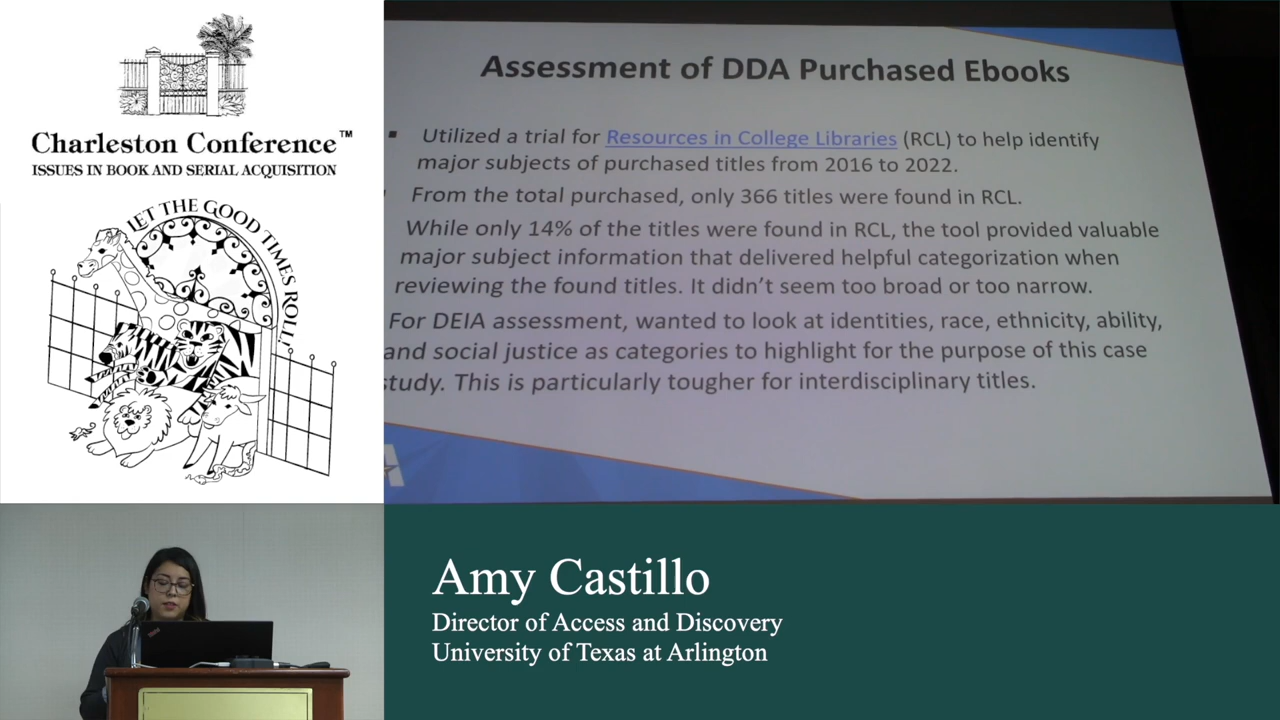 Charleston Conference™
ISSUES IN BOOK AND SERIAL ACQUISITION
LET THE GOOD TIMES ROLL!
Assessment of DDA Purchased Ebooks
▪ Utilized a trial for Resources in College Libraries (RCL) to help identify
major subjects of purchased titles from 2016 to 2022.
From the total purchased, only 366 titles were found in RCL.
While only 14% of the titles were found in RCL, the tool provided valuable
major subject information that delivered helpful categorization when
reviewing the found titles. It didn't seem too broad or too narrow.
For DEIA assessment, wanted to look at identities, race, ethnicity, ability,
and social justice as categories to highlight for the purpose of this case
tudy. This is particularly tougher for interdisciplinary titles.
A
Amy Castillo
Director of Access and Discovery
University of Texas at Arlington